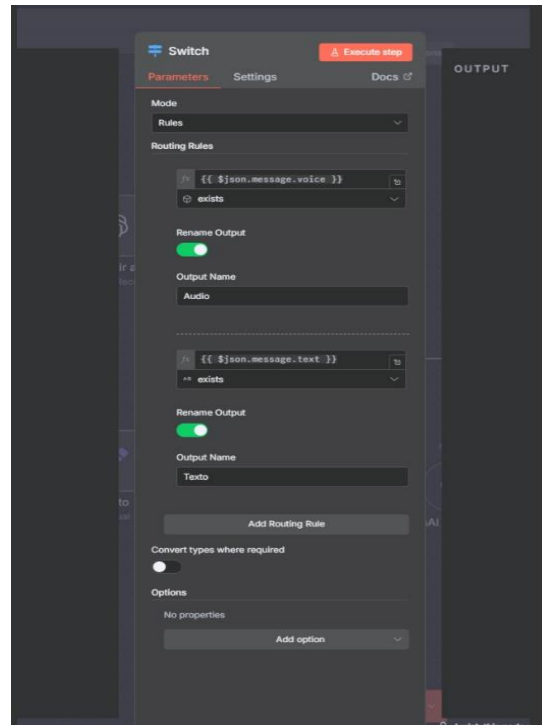 Switch
Execute step
OUTPUT
Parameters Settings Docs
Mode
Rules
Routing Rules
fx {{ $json.message.voice }}
exists
Rename Output
Output Name
Audio
fx {{ $json.message.text }}
exists
Rename Output
Output Name
Texto
Add Routing Rule
Convert types where required
Options
No properties
Add option